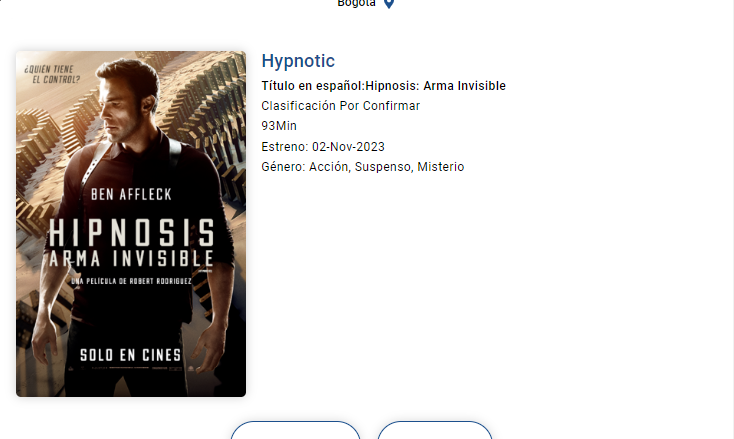 Bogotá
¿QUIÉN TIENE
EL CONTROL?
BEN AFFLECK
HIPNOSIS
ARMA INVISIBLE
UNA PELÍCULA DE ROBERT RODRIGUEZ
SOLO EN CINES
Hypnotic
Título en español:Hipnosis: Arma Invisible
Clasificación Por Confirmar
93Min
Estreno: 02-Nov-2023
Género: Acción, Suspenso, Misterio